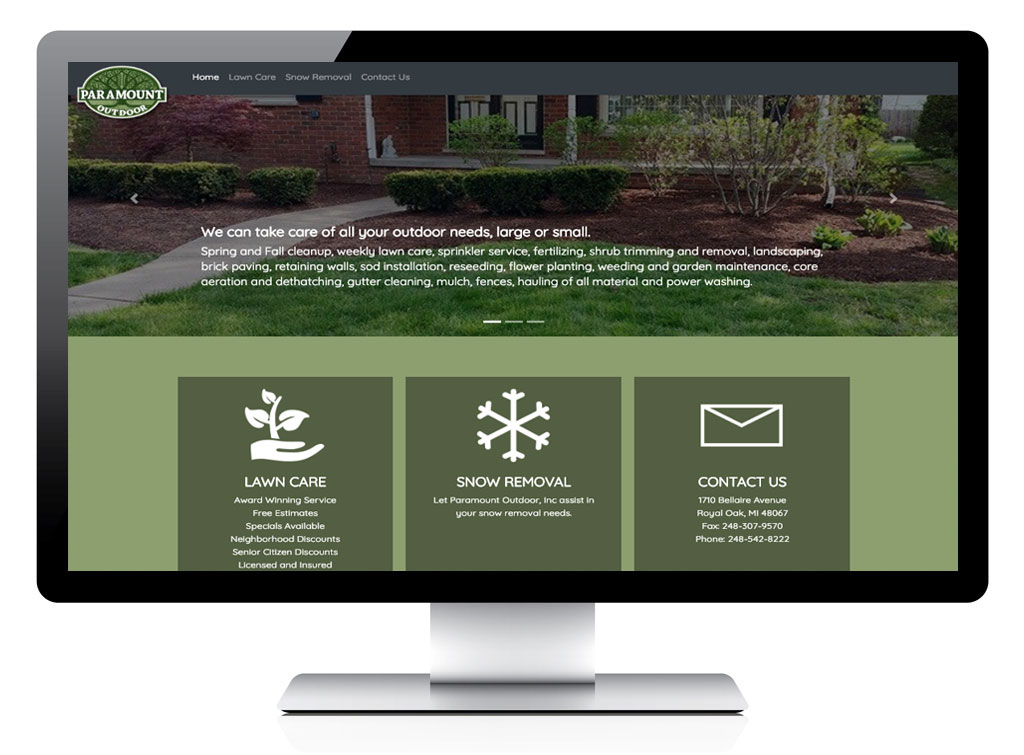 PARAMOUNT
OUTDOOR
Home Lawn Care Snow Removal Contact Us
We can take care of all your outdoor needs, large or small.
Spring and Fall cleanup, weekly lawn care, sprinkler service, fertilizing, shrub trimming and removal, landscaping,
brick paving, retaining walls, sod installation, reseeding, flower planting, weeding and garden maintenance, core
aeration and dethatching, gutter cleaning, mulch, fences, hauling of all material and power washing.
LAWN CARE
Award Winning Service
Free Estimates
Specials Available
Neighborhood Discounts
Senior Citizen Discounts
Licensed and Insured
SNOW REMOVAL
Let Paramount Outdoor, Inc assist in
your snow removal needs.
CONTACT US
1710 Bellaire Avenue
Royal Oak, MI 48067
Fax: 248-307-9570
Phone: 248-542-8222